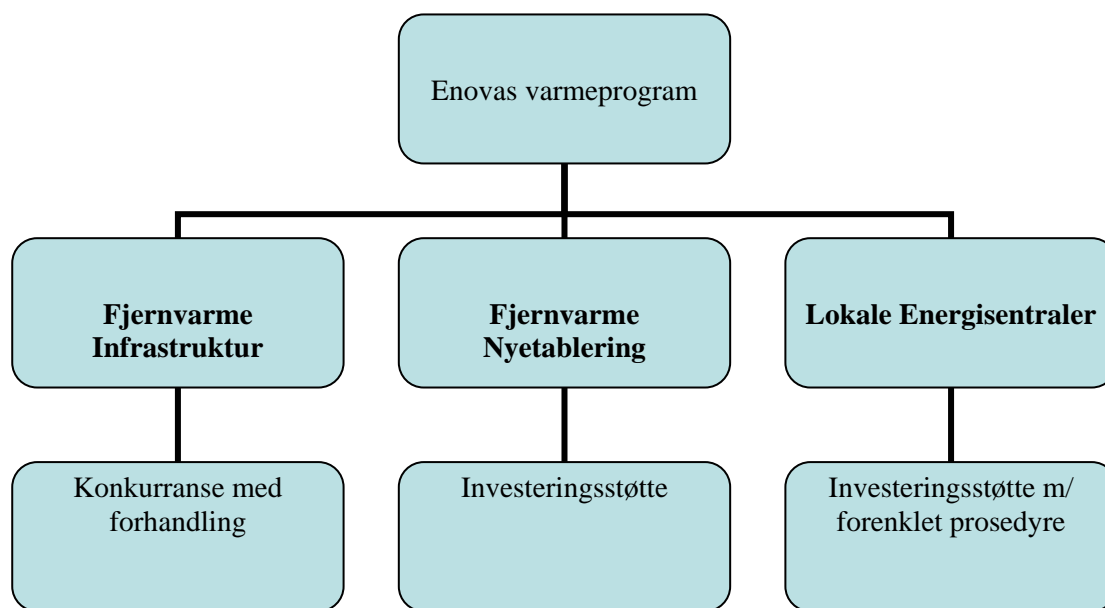 Enovas varmeprogram
Fjernvarme
Infrastruktur
Fjernvarme
Nyetablering
Lokale Energisentraler
Konkurranse med
forhandling
Investeringsstøtte
Investeringsstøtte m/
forenklet prosedyre